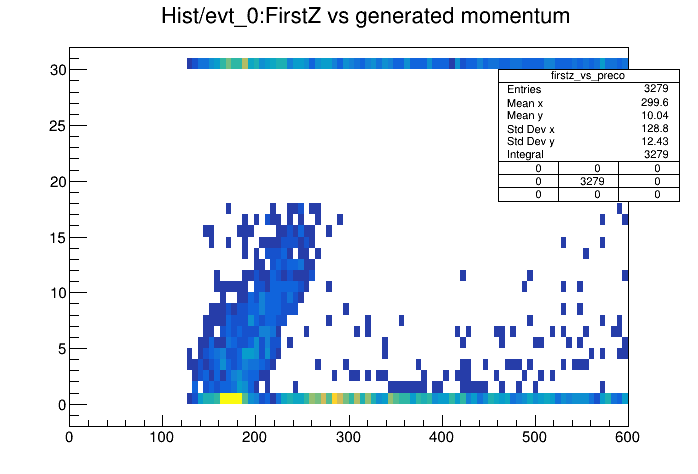 Hist/evt_0:FirstZ vs generated momentum
firstz_vs_preco
Entries 3279
Mean x 299.6
Mean y 10.04
Std Dev x 128.8
Std Dev y 12.43
Integral 3279
0 0 0
0 3279 0
0 0 0
30
25
20
15
10
5
0
0 100 200 300 400 500 600